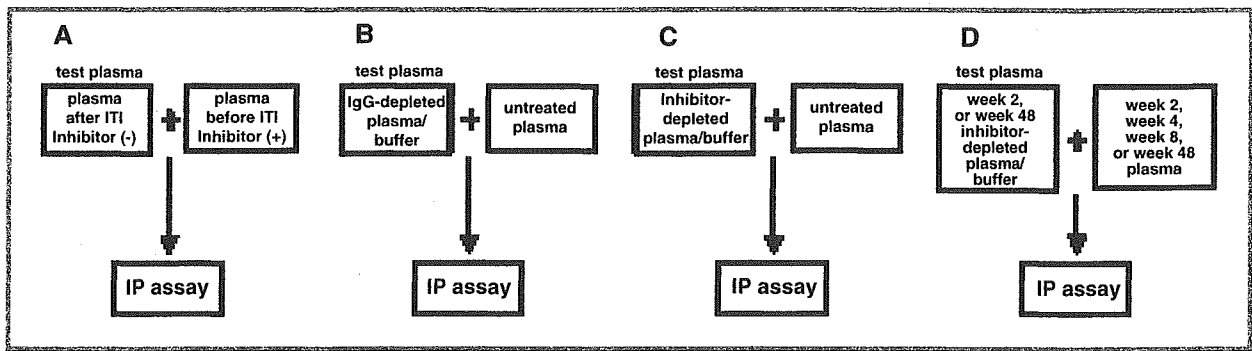 A
test plasma
plasma
after ITI
Inhibitor (-)
+
plasma
before ITI
Inhibitor (+)
IP assay
B
test plasma
IgG-depleted
plasma/
buffer
+
untreated
plasma
IP assay
C
test plasma
Inhibitor-
depleted
plasma/buffer
+
untreated
plasma
IP assay
D
test plasma
week 2,
or week 48
inhibitor-
depleted
plasma/
buffer
+
week 2,
week 4,
week 8,
or week 48
plasma
IP assay